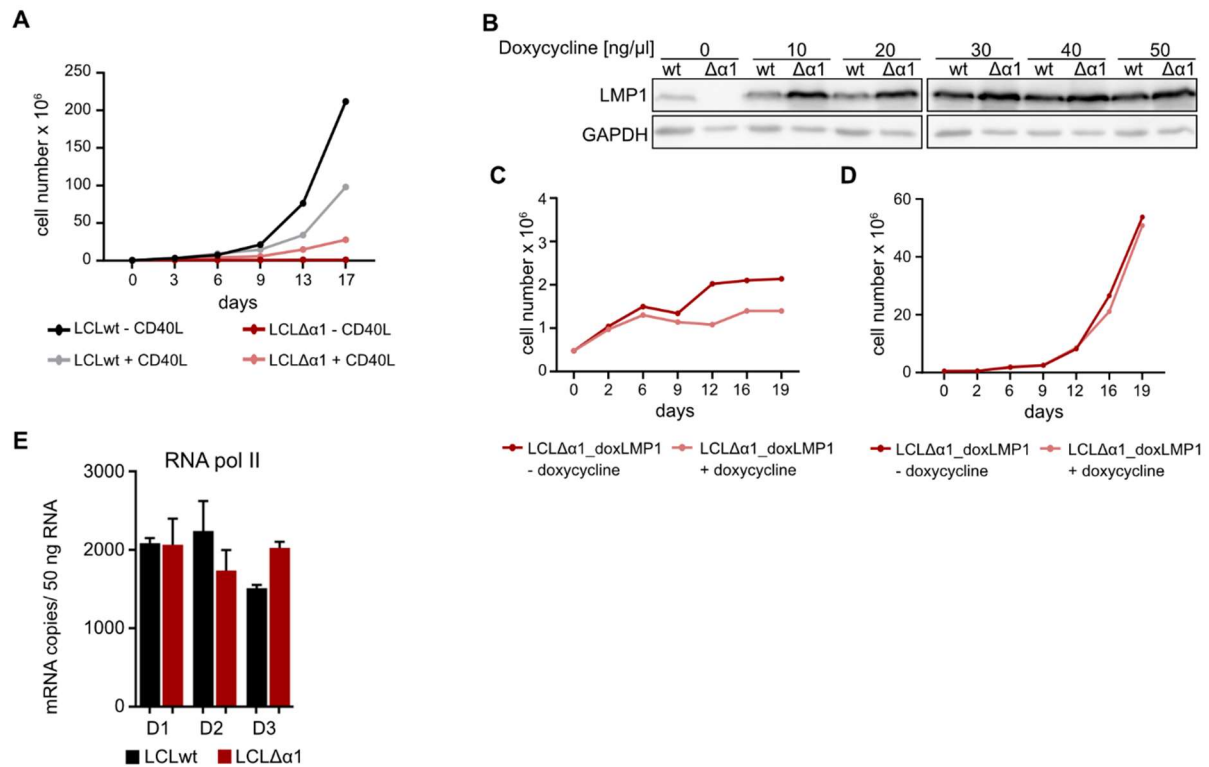 A
250
200
150
100
50
0
cell number x 10⁶
0 3 6 9 13 17
days
LCLwt - CD40L
LCLΔα1 - CD40L
LCLwt + CD40L
LCLΔα1 + CD40L
B
Doxycycline [ng/µl] 0 10 20 30 40 50
wt Δα1 wt Δα1 wt Δα1 wt Δα1 wt Δα1 wt Δα1
LMP1
GAPDH
C
4
3
2
1
0
cell number x 10⁶
0 2 6 9 12 16 19
days
LCLΔα1_doxLMP1
- doxycycline
LCLΔα1_doxLMP1
+ doxycycline
D
60
40
20
0
cell number x 10⁶
0 2 6 9 12 16 19
days
LCLΔα1_doxLMP1
- doxycycline
LCLΔα1_doxLMP1
+ doxycycline
E
RNA pol II
3000
2000
1000
0
mRNA copies/ 50 ng RNA
D1 D2 D3
LCLwt LCLΔα1